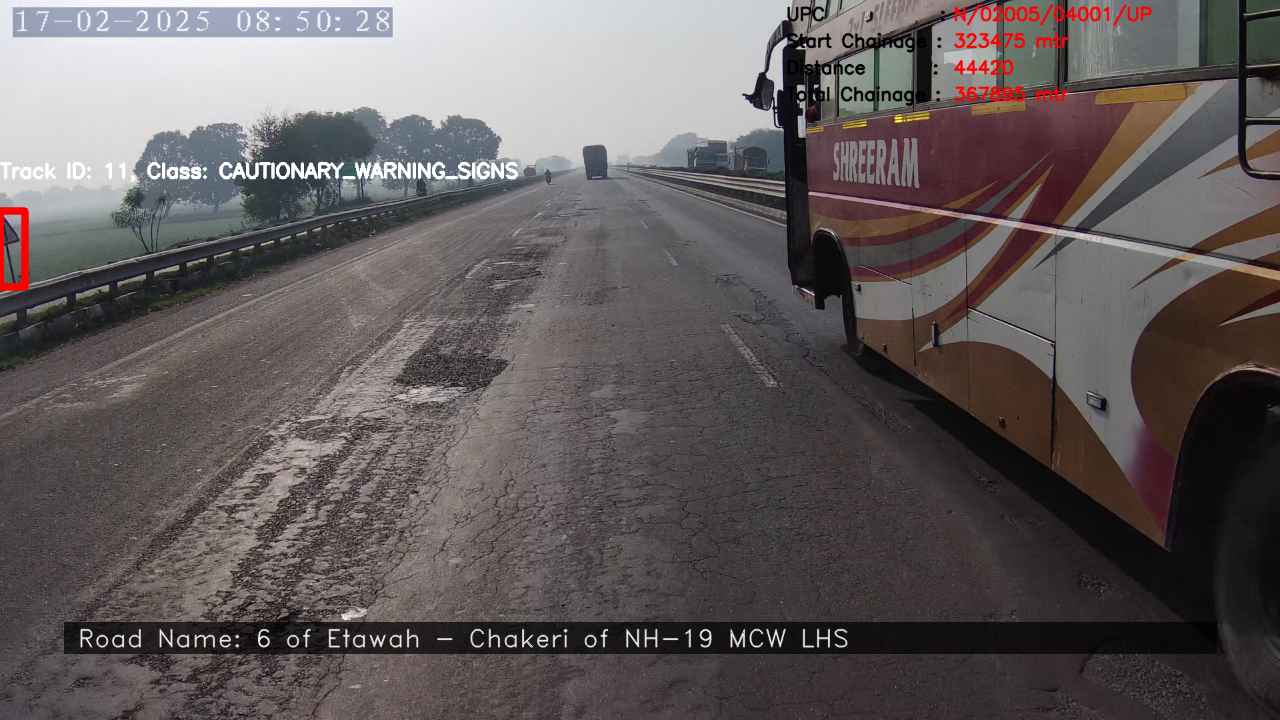 17-02-2025 08:50:28
UPC : N/02005/04001/UP
Start Chainage : 323475 mtr
Distance : 44420
Total Chainage : 367895 mtr
Track ID: 11, Class: CAUTIONARY_WARNING_SIGNS
SHREERAM
Road Name: 6 of Etawah - Chakeri of NH-19 MCW LHS